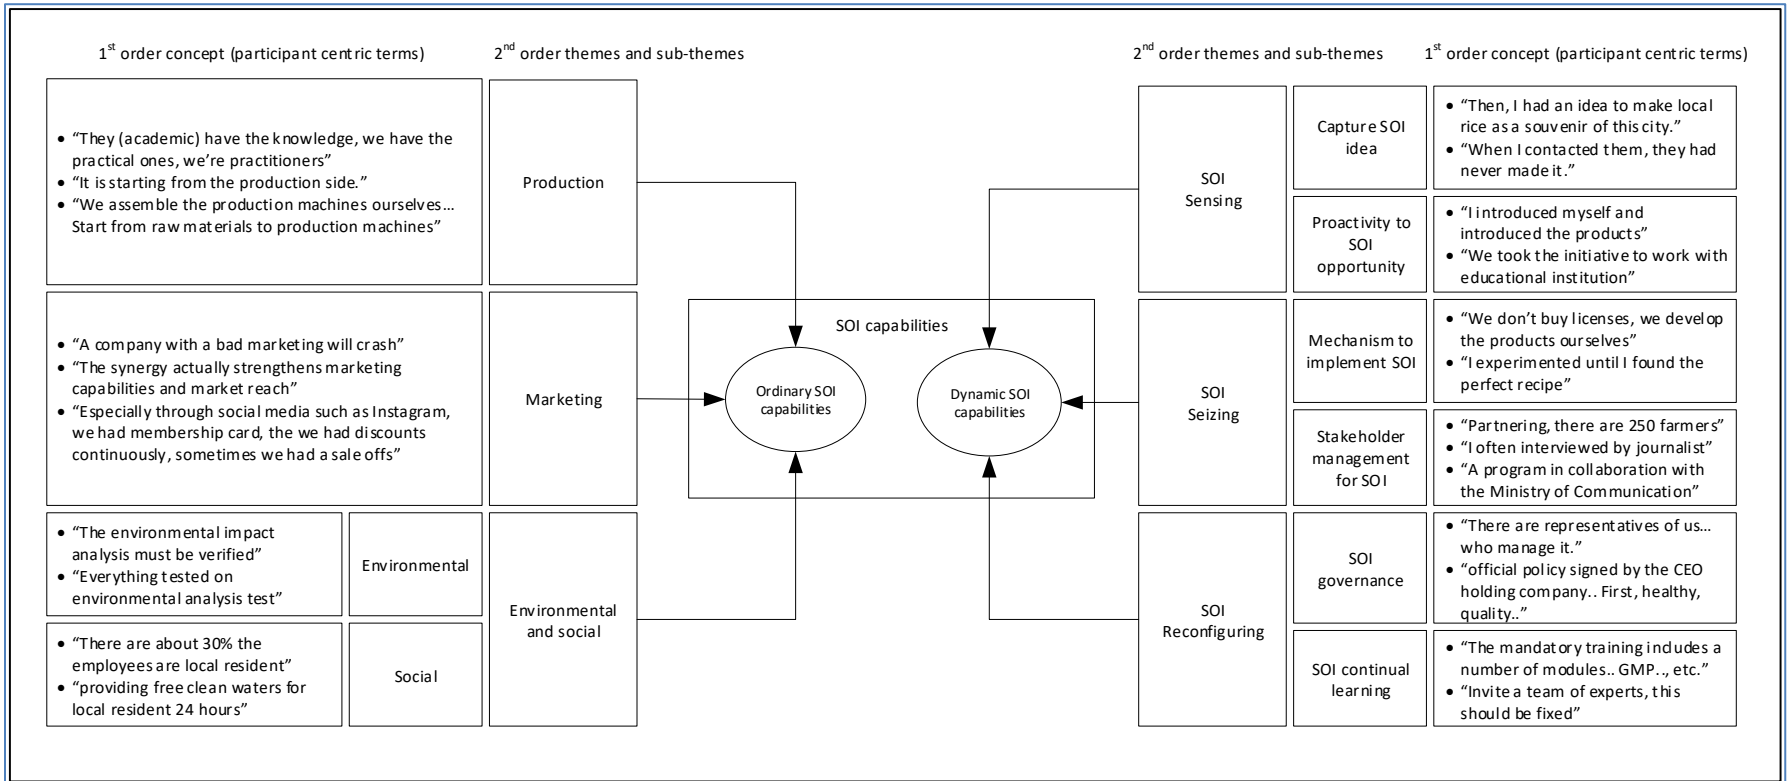 1st order concept (participant centric terms)
2nd order themes and sub-themes
• “They (academic) have the knowledge, we have the
practical ones, we’re practitioners”
• “It is starting from the production side.”
• “We assemble the production machines ourselves…
Start from raw materials to production machines”
Production
• “A company with a bad marketing will crash”
• “The synergy actually strengthens marketing
capabilities and market reach”
• “Especially through social media such as Instagram,
we had membership card, the we had discounts
continuously, sometimes we had a sale offs”
Marketing
• “The environmental impact
analysis must be verified”
• “Everything tested on
environmental analysis test”
Environmental
• “There are about 30% the
employees are local resident”
• “providing free clean waters for
local resident 24 hours”
Social
Environmental
and social
SOI capabilities
Ordinary SOI
capabilities
Dynamic SOI
capabilities
2nd order themes and sub-themes
1st order concept (participant centric terms)
SOI
Sensing
Capture SOI
idea
• “Then, I had an idea to make local
rice as a souvenir of this city.”
• “When I contacted them, they had
never made it.”
Proactivity to
SOI
opportunity
• “I introduced myself and
introduced the products”
• “We took the initiative to work with
educational institution”
SOI
Seizing
Mechanism to
implement SOI
• “We don’t buy licenses, we develop
the products ourselves”
• “I experimented until I found the
perfect recipe”
Stakeholder
management
for SOI
• “Partnering, there are 250 farmers”
• “I often interviewed by journalist”
• “A program in collaboration with
the Ministry of Communication”
SOI
Reconfiguring
SOI
governance
• “There are representatives of us…
who manage it.”
• “official policy signed by the CEO
holding company.. First, healthy,
quality..”
SOI continual
learning
• “The mandatory training includes a
number of modules.. GMP.., etc.”
• “Invite a team of experts, this
should be fixed”